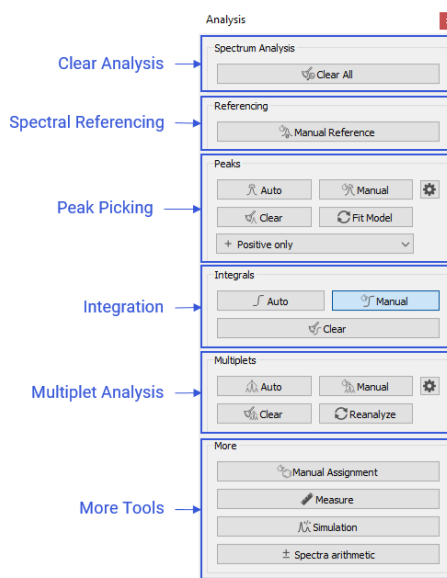 Analysis
Spectrum Analysis
Clear Analysis
Clear All
Referencing
Spectral Referencing
Manual Reference
Peaks
Auto Manual
Peak Picking
Clear Fit Model
+ Positive only
Integrals
Auto Manual
Integration
Clear
Multiplets
Auto Manual
Multiplet Analysis
Clear Reanalyze
More
Manual Assignment
Measure
More Tools
Simulation
± Spectra arithmetic